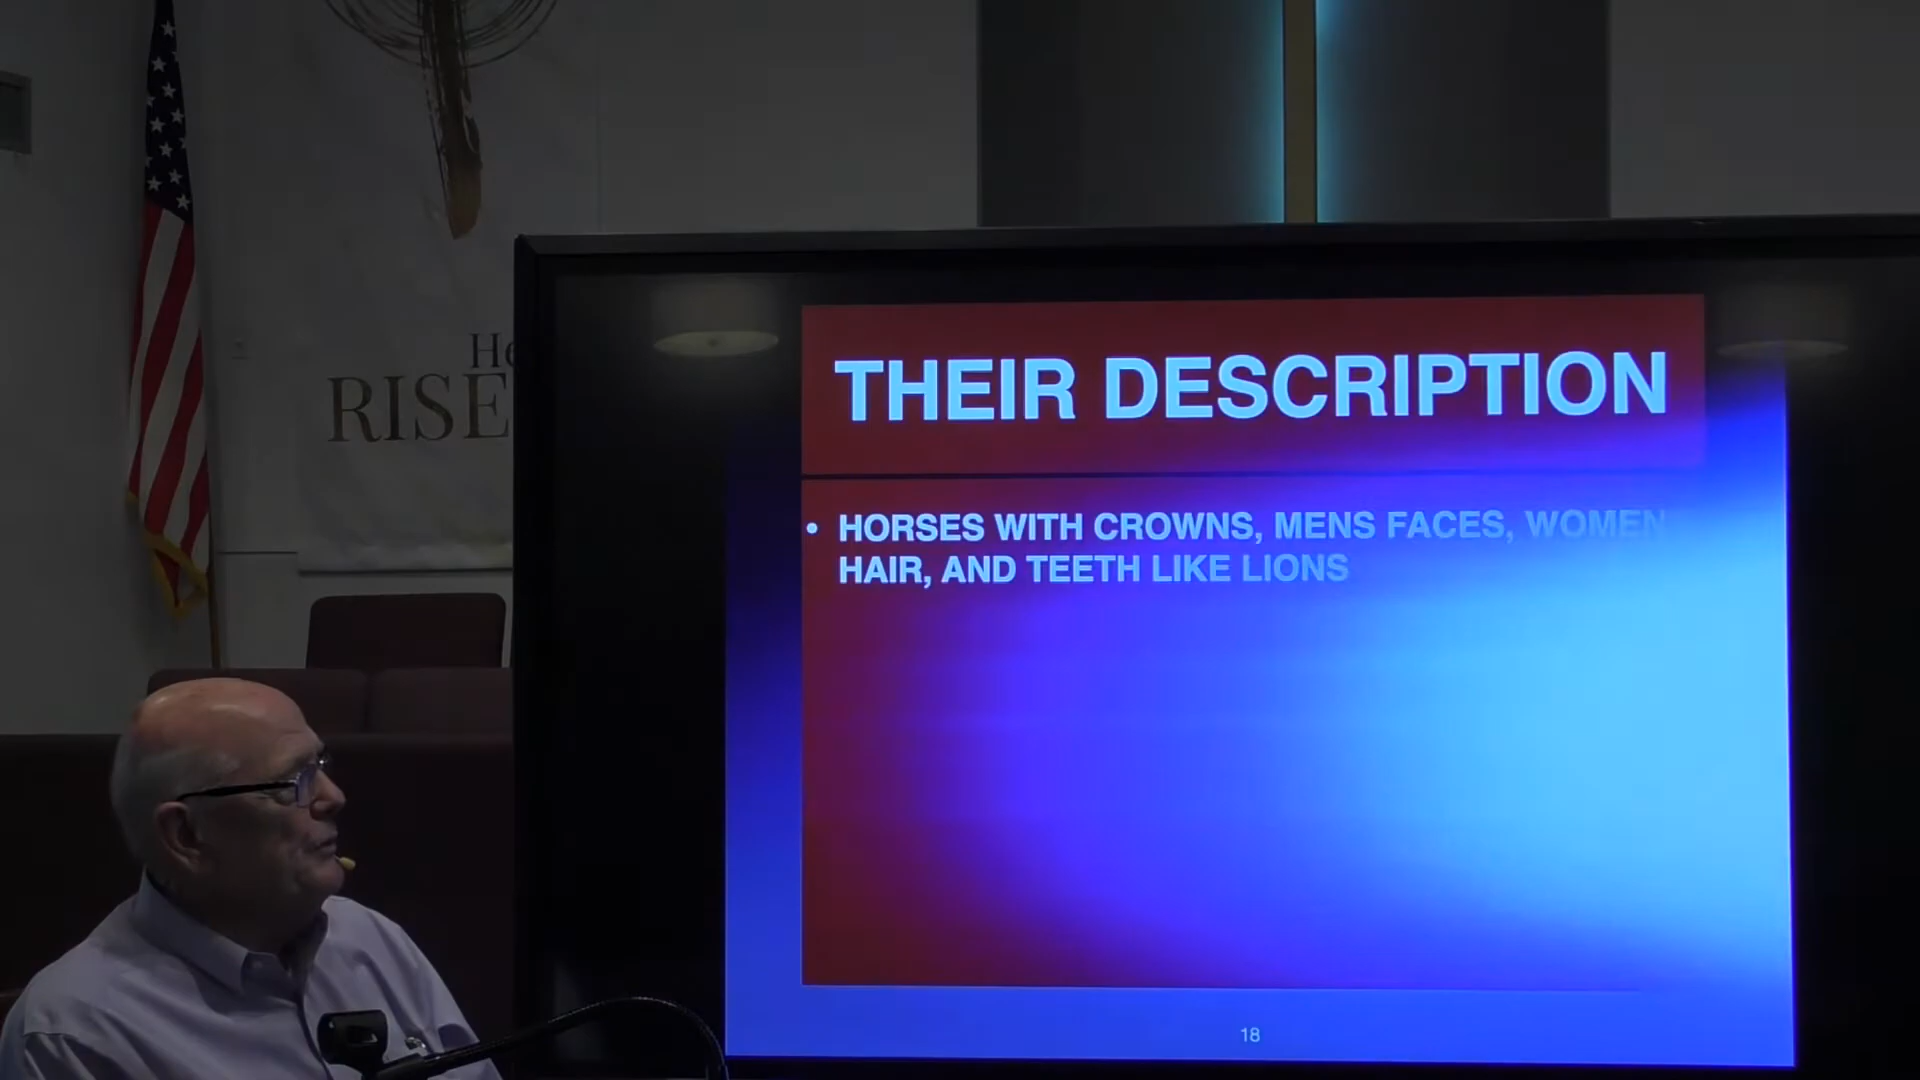 He
RISE
THEIR DESCRIPTION
• HORSES WITH CROWNS, MENS FACES, WOMEN
HAIR, AND TEETH LIKE LIONS
18